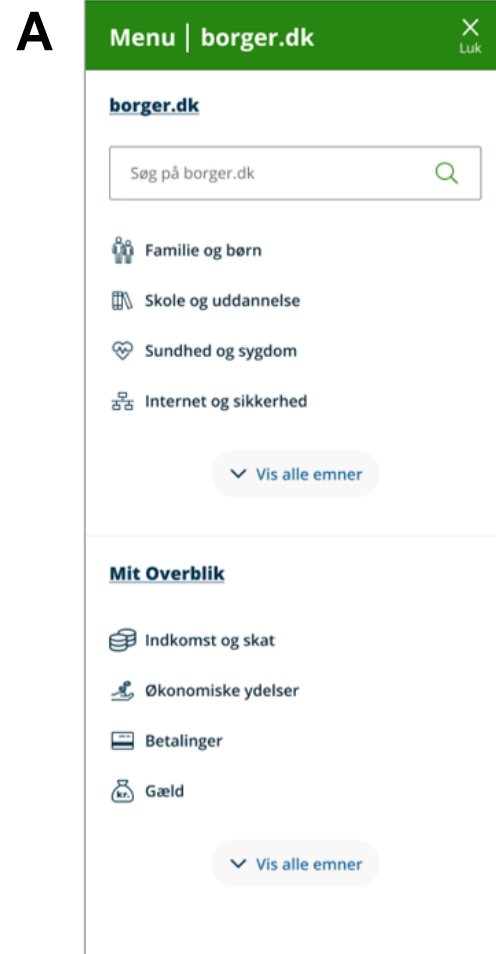 A
Menu | borger.dk
Luk
borger.dk
Søg på borger.dk
Familie og børn
Skole og uddannelse
Sundhed og sygdom
Internet og sikkerhed
Vis alle emner
Mit Overblik
Indkomst og skat
Økonomiske ydelser
Betalinger
kr.
Gæld
Vis alle emner